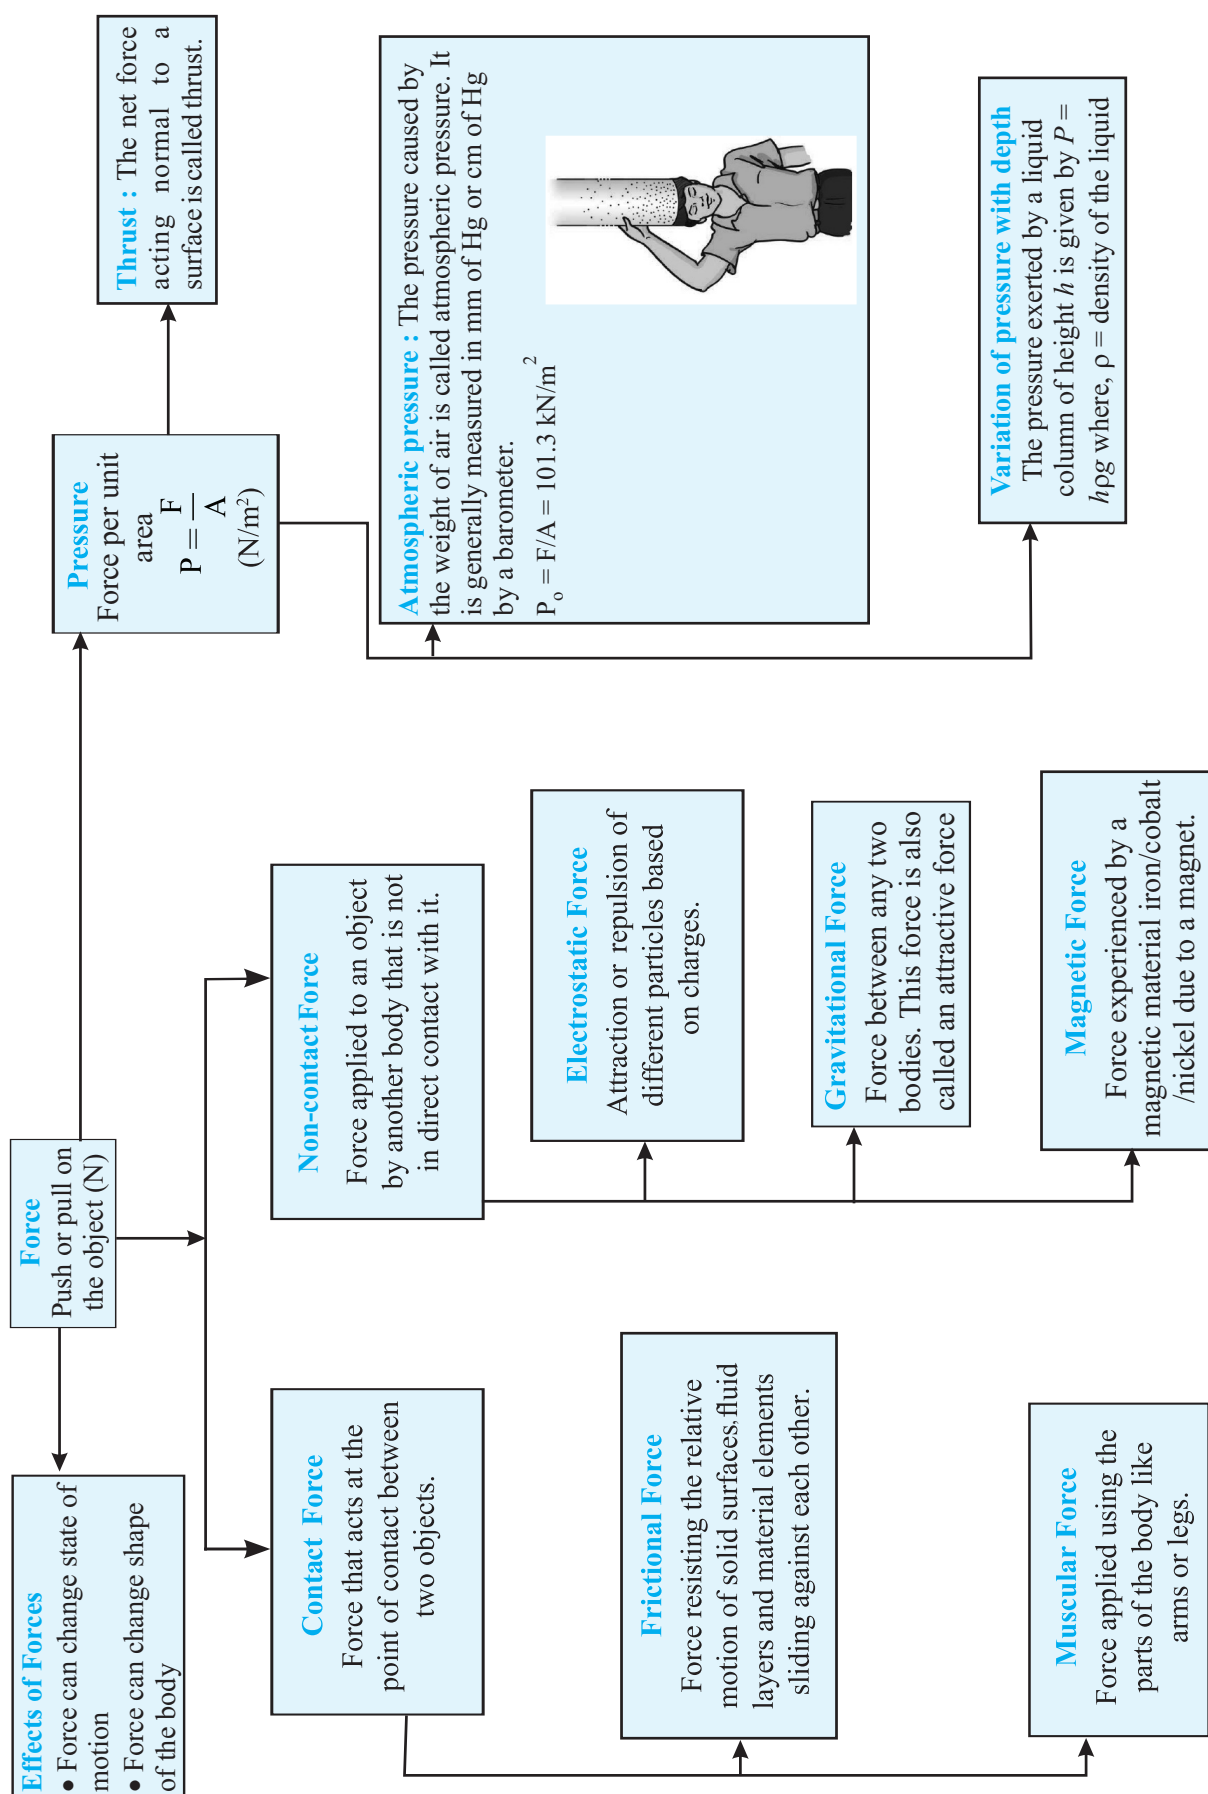 Effects of Forces
• Force can change state of
motion
• Force can change shape
of the body
Force
Push or pull on
the object (N)
Pressure
Force per unit
area
P = F
A
(N/m²)
Thrust : The net force
acting normal to a
surface is called thrust.
Contact Force
Force that acts at the
point of contact between
two objects.
Non-contact Force
Force applied to an object
by another body that is not
in direct contact with it.
Atmospheric pressure : The pressure caused by
the weight of air is called atmospheric pressure. It
is generally measured in mm of Hg or cm of Hg
by a barometer.
Pₒ = F/A = 101.3 kN/m²
Frictional Force
Force resisting the relative
motion of solid surfaces, fluid
layers and material elements
sliding against each other.
Electrostatic Force
Attraction or repulsion of
different particles based
on charges.
Gravitational Force
Force between any two
bodies. This force is also
called an attractive force
Muscular Force
Force applied using the
parts of the body like
arms or legs.
Magnetic Force
Force experienced by a
magnetic material iron/cobalt
/nickel due to a magnet.
Variation of pressure with depth
The pressure exerted by a liquid
column of height h is given by P =
hρg where, ρ = density of the liquid